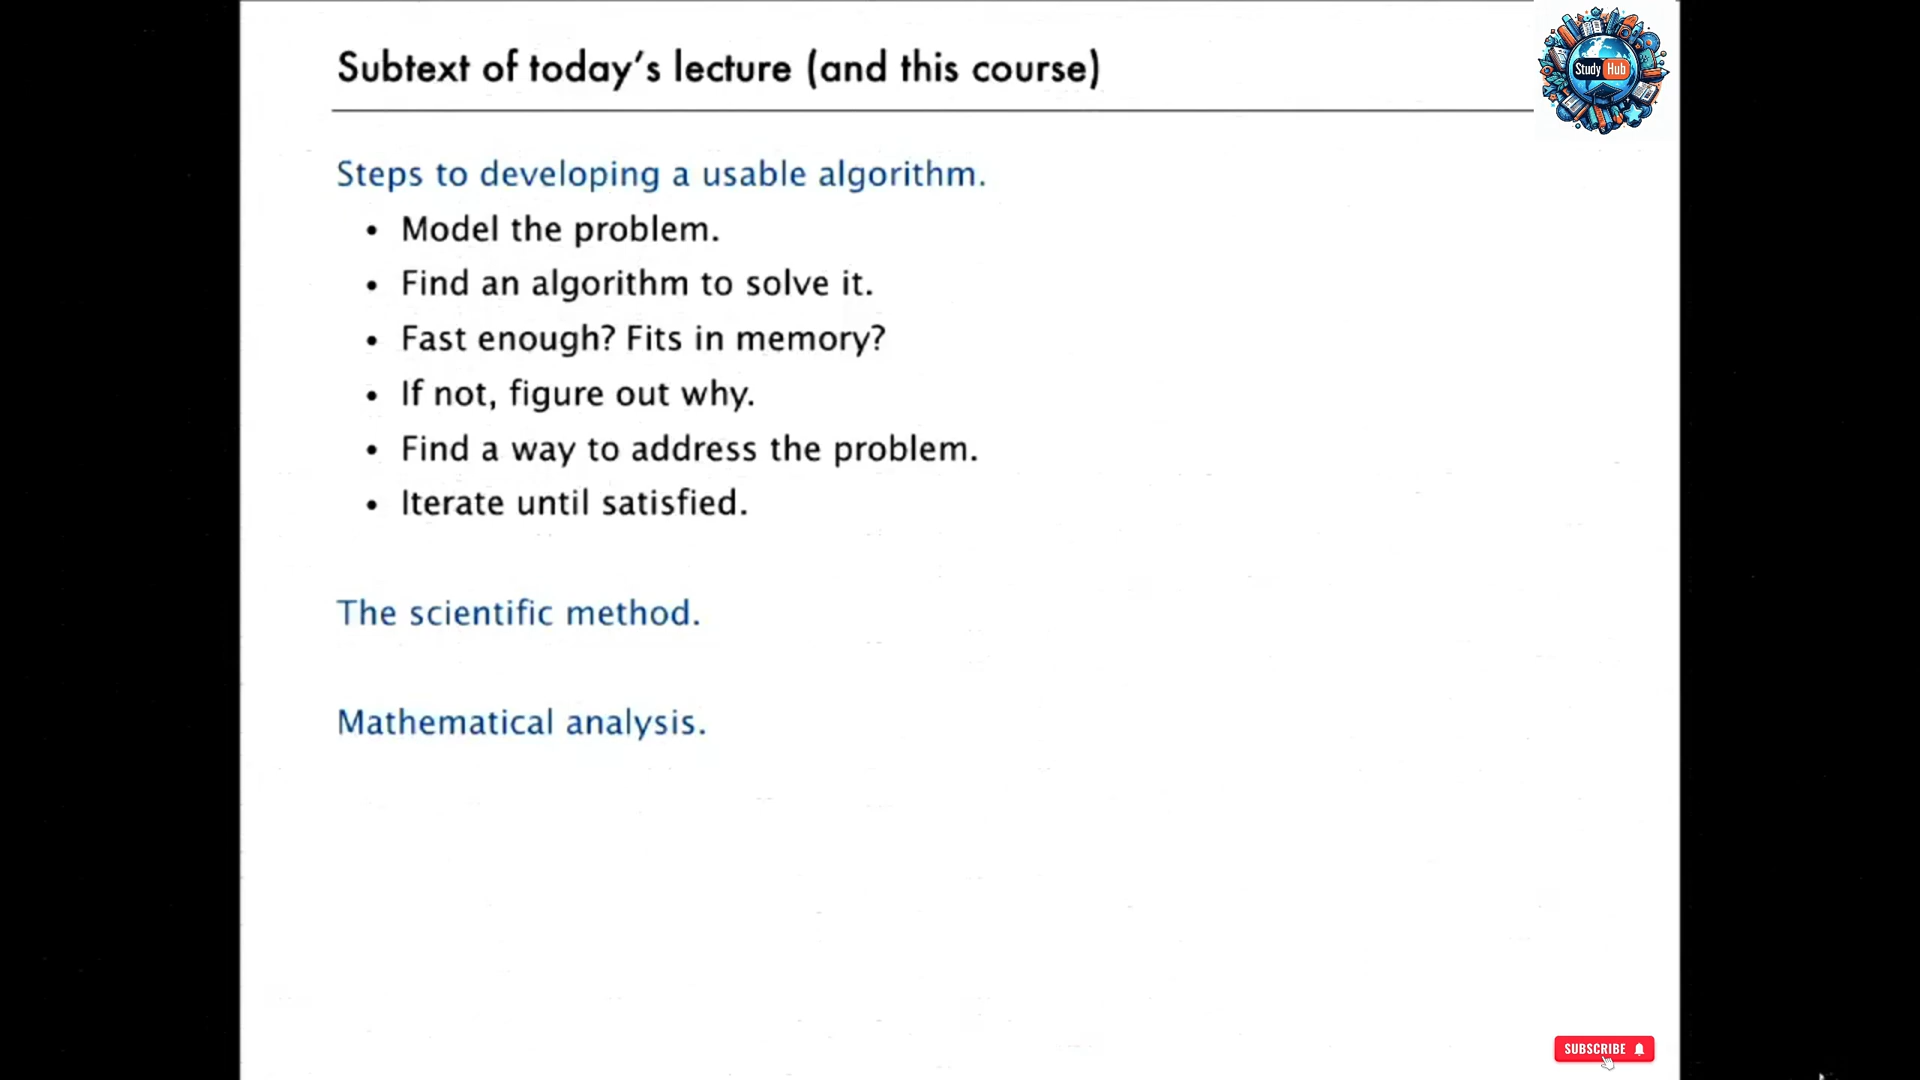 Subtext of today's lecture (and this course)
Study Hub
Steps to developing a usable algorithm.
• Model the problem.
• Find an algorithm to solve it.
• Fast enough? Fits in memory?
• If not, figure out why.
• Find a way to address the problem.
• Iterate until satisfied.
The scientific method.
Mathematical analysis.
SUBSCRIBE